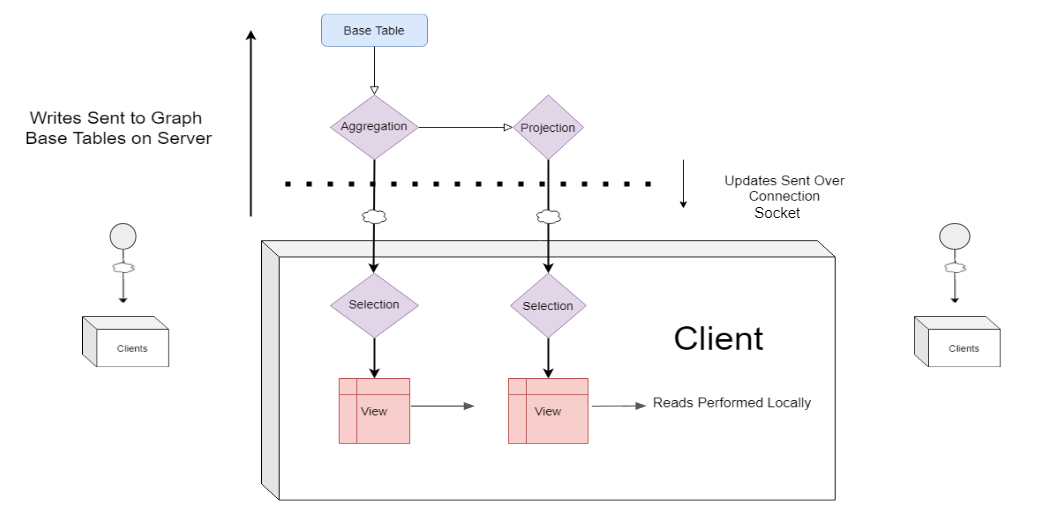 Base Table
Writes Sent to Graph
Base Tables on Server
Aggregation
Projection
Updates Sent Over
Connection
Socket
Selection
Selection
Client
Clients
Clients
View
View
Reads Performed Locally